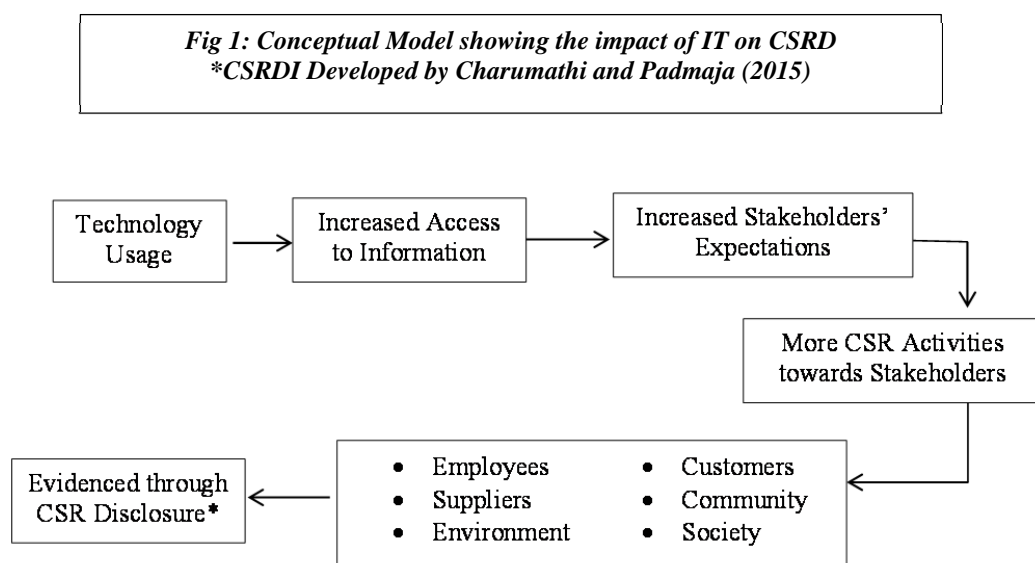 Fig 1: Conceptual Model showing the impact of IT on CSRD
*CSRDI Developed by Charumathi and Padmaja (2015)
Technology
Usage
Increased Access
to Information
Increased Stakeholders’
Expectations
More CSR Activities
towards Stakeholders
• Employees
• Suppliers
• Environment
• Customers
• Community
• Society
Evidenced through
CSR Disclosure*